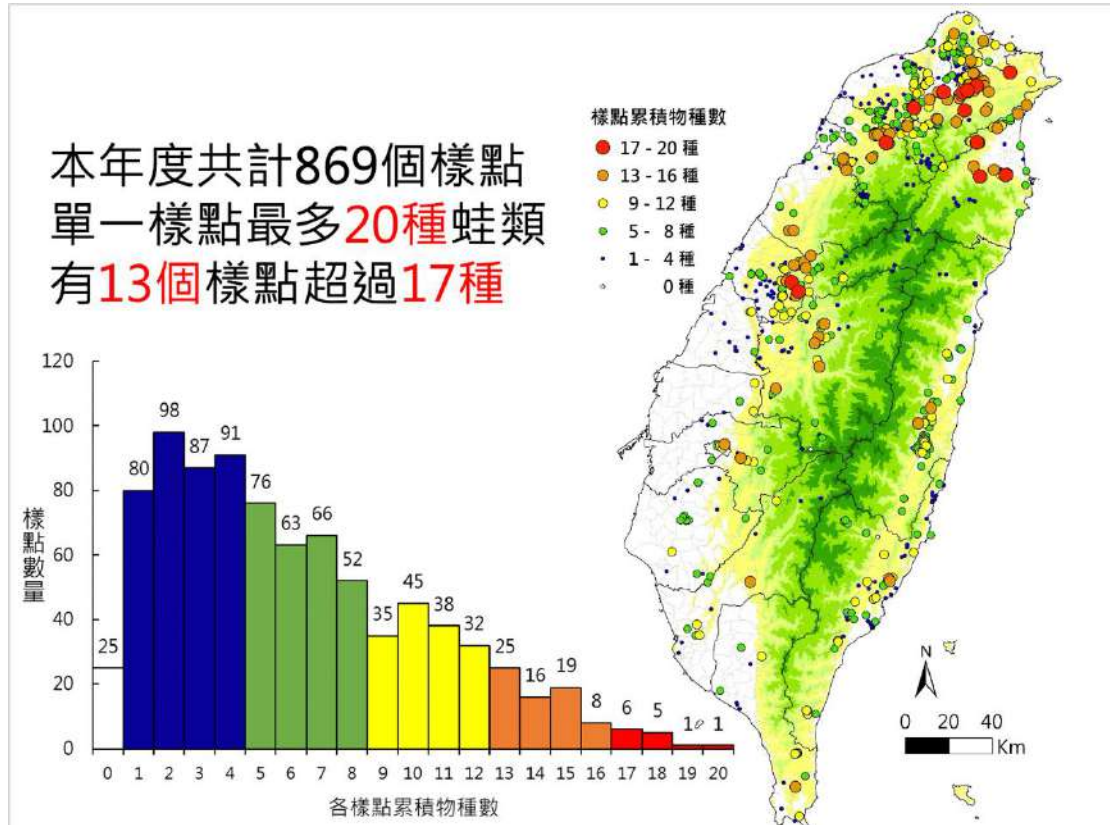 本年度共計869個樣點
單一樣點最多20種蛙類
有13個樣點超過17種
樣點累積物種數
17 - 20 種
13 - 16 種
9 - 12 種
5 - 8 種
1 - 4 種
0 種
樣點數量
120
100
80
60
40
20
0
25
80
98
87
91
76
63
66
52
35
45
38
32
25
16
19
8
6
5
1
1
0 1 2 3 4 5 6 7 8 9 10 11 12 13 14 15 16 17 18 19 20
各樣點累積物種數
N
0 20 40
Km